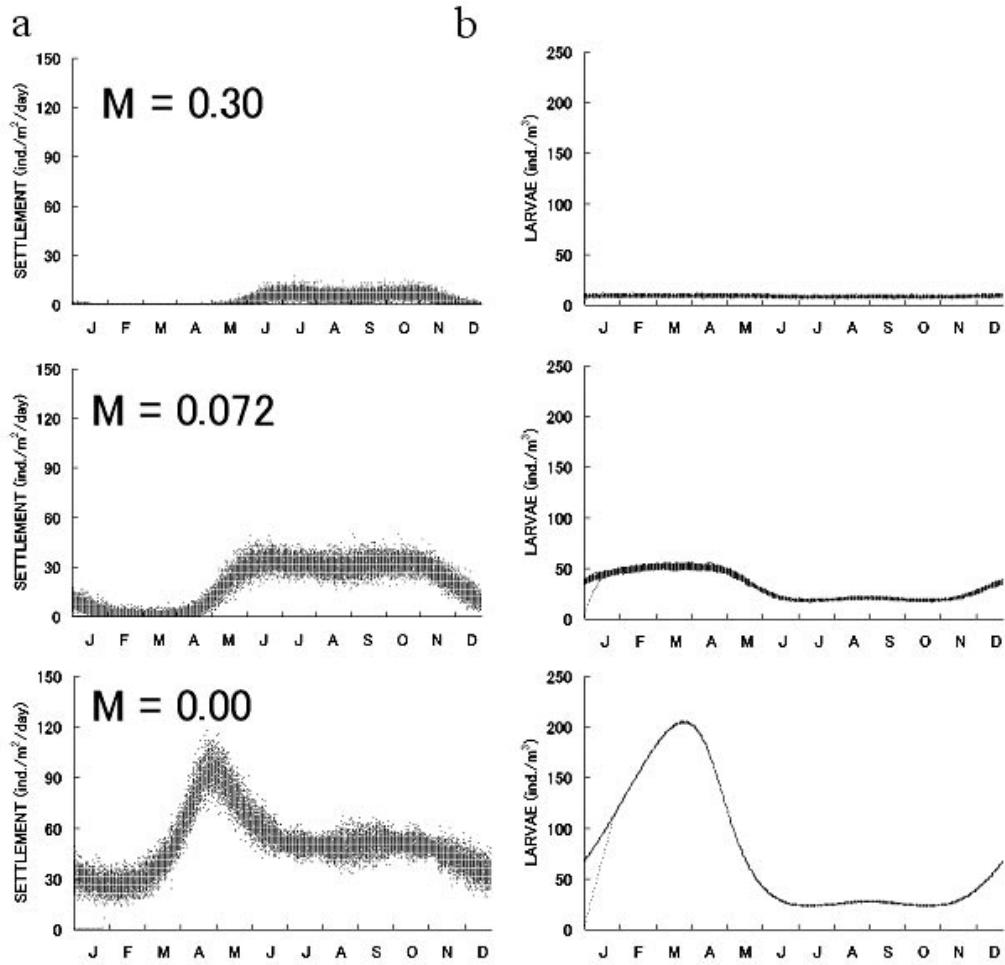 a
b
150
120
90
60
30
0
SETTLEMENT (ind./m²/day)
M = 0.30
J F M A M J J A S O N D
250
200
150
100
50
0
LARVAE (ind./m³)
J F M A M J J A S O N D
150
120
90
60
30
0
SETTLEMENT (ind./m²/day)
M = 0.072
J F M A M J J A S O N D
250
200
150
100
50
0
LARVAE (ind./m³)
J F M A M J J A S O N D
150
120
90
60
30
0
SETTLEMENT (ind./m²/day)
M = 0.00
J F M A M J J A S O N D
250
200
150
100
50
0
LARVAE (ind./m³)
J F M A M J J A S O N D